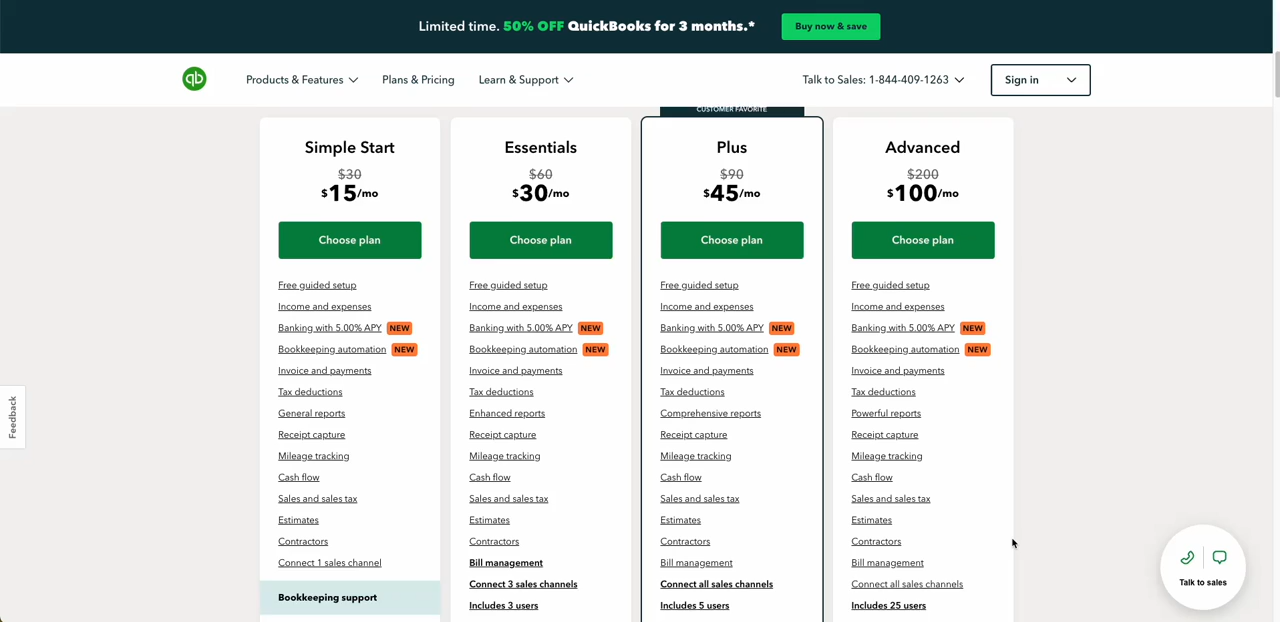 Limited time. 50% OFF QuickBooks for 3 months.* Buy now & save
qb Products & Features Plans & Pricing Learn & Support Talk to Sales: 1-844-409-1263 Sign in
CUSTOMER FAVORITE
Simple Start
$30
$15/mo
Choose plan
Free guided setup
Income and expenses
Banking with 5.00% APY NEW
Bookkeeping automation NEW
Invoice and payments
Tax deductions
General reports
Receipt capture
Mileage tracking
Cash flow
Sales and sales tax
Estimates
Contractors
Connect 1 sales channel
Bookkeeping support
Essentials
$60
$30/mo
Choose plan
Free guided setup
Income and expenses
Banking with 5.00% APY NEW
Bookkeeping automation NEW
Invoice and payments
Tax deductions
Enhanced reports
Receipt capture
Mileage tracking
Cash flow
Sales and sales tax
Estimates
Contractors
Bill management
Connect 3 sales channels
Includes 3 users
Plus
$90
$45/mo
Choose plan
Free guided setup
Income and expenses
Banking with 5.00% APY NEW
Bookkeeping automation NEW
Invoice and payments
Tax deductions
Comprehensive reports
Receipt capture
Mileage tracking
Cash flow
Sales and sales tax
Estimates
Contractors
Bill management
Connect all sales channels
Includes 5 users
Advanced
$200
$100/mo
Choose plan
Free guided setup
Income and expenses
Banking with 5.00% APY NEW
Bookkeeping automation NEW
Invoice and payments
Tax deductions
Powerful reports
Receipt capture
Mileage tracking
Cash flow
Sales and sales tax
Estimates
Contractors
Bill management
Connect all sales channels
Includes 25 users
Feedback
Talk to sales